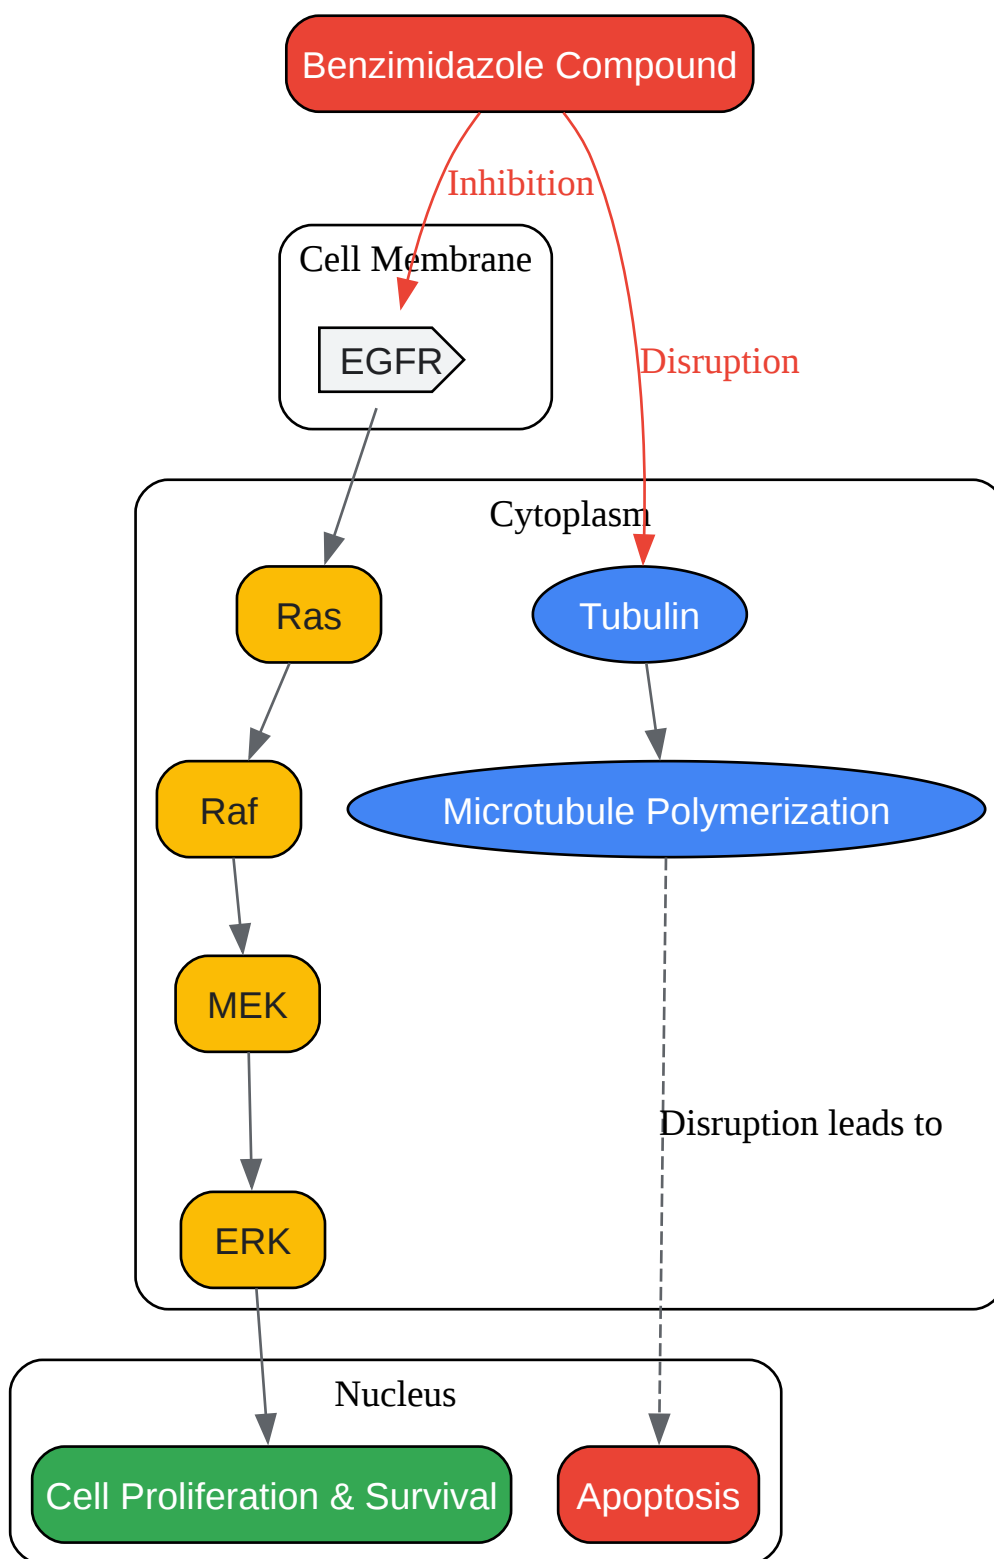 Benzimidazole Compound
Inhibition
Cell Membrane
EGFR
Disruption
Cytoplasm
Ras
Tubulin
Raf
Microtubule Polymerization
MEK
Disruption leads to
ERK
Nucleus
Cell Proliferation & Survival
Apoptosis